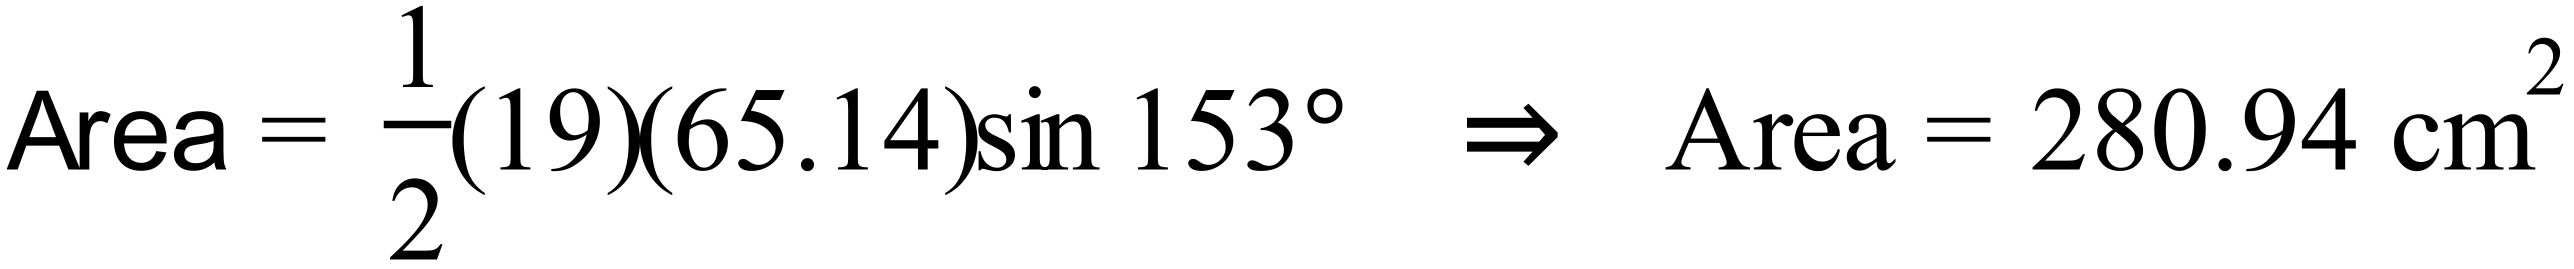 Area = 1/2(19)(65.14)sin 153° ⇒ Area = 280.94 cm²